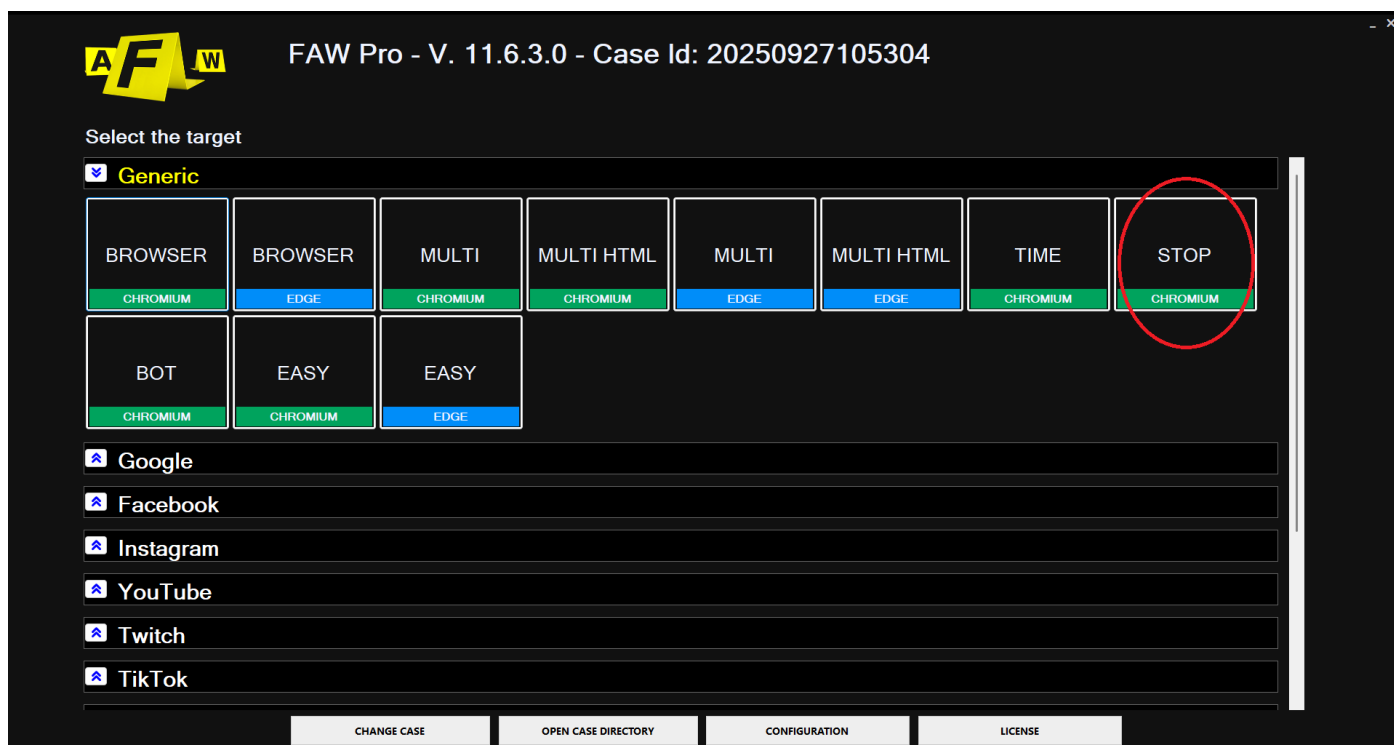 A F W
FAW Pro - V. 11.6.3.0 - Case Id: 20250927105304
Select the target
Generic
BROWSER BROWSER MULTI MULTI HTML MULTI MULTI HTML TIME STOP
CHROMIUM EDGE CHROMIUM CHROMIUM EDGE EDGE CHROMIUM CHROMIUM
BOT EASY EASY
CHROMIUM CHROMIUM EDGE
Google
Facebook
Instagram
YouTube
Twitch
TikTok
CHANGE CASE OPEN CASE DIRECTORY CONFIGURATION LICENSE